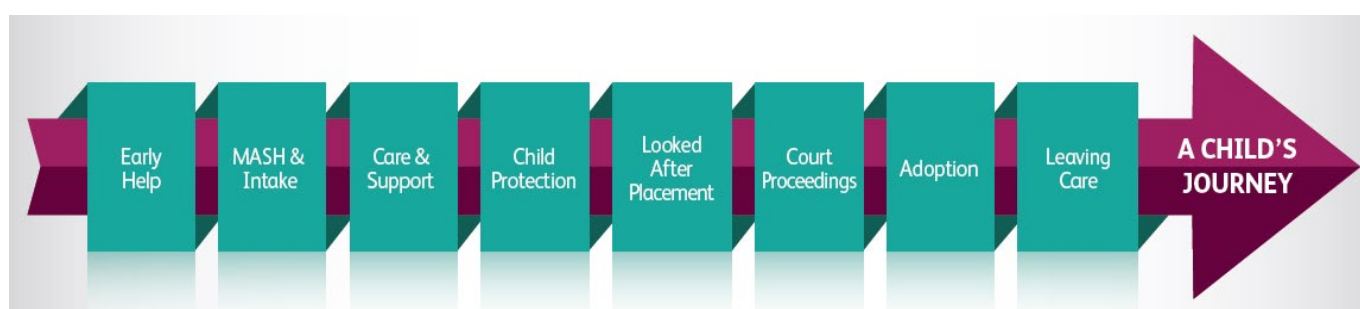 Early
Help
MASH &
Intake
Care &
Support
Child
Protection
Looked
After
Placement
Court
Proceedings
Adoption
Leaving
Care
A CHILD'S
JOURNEY